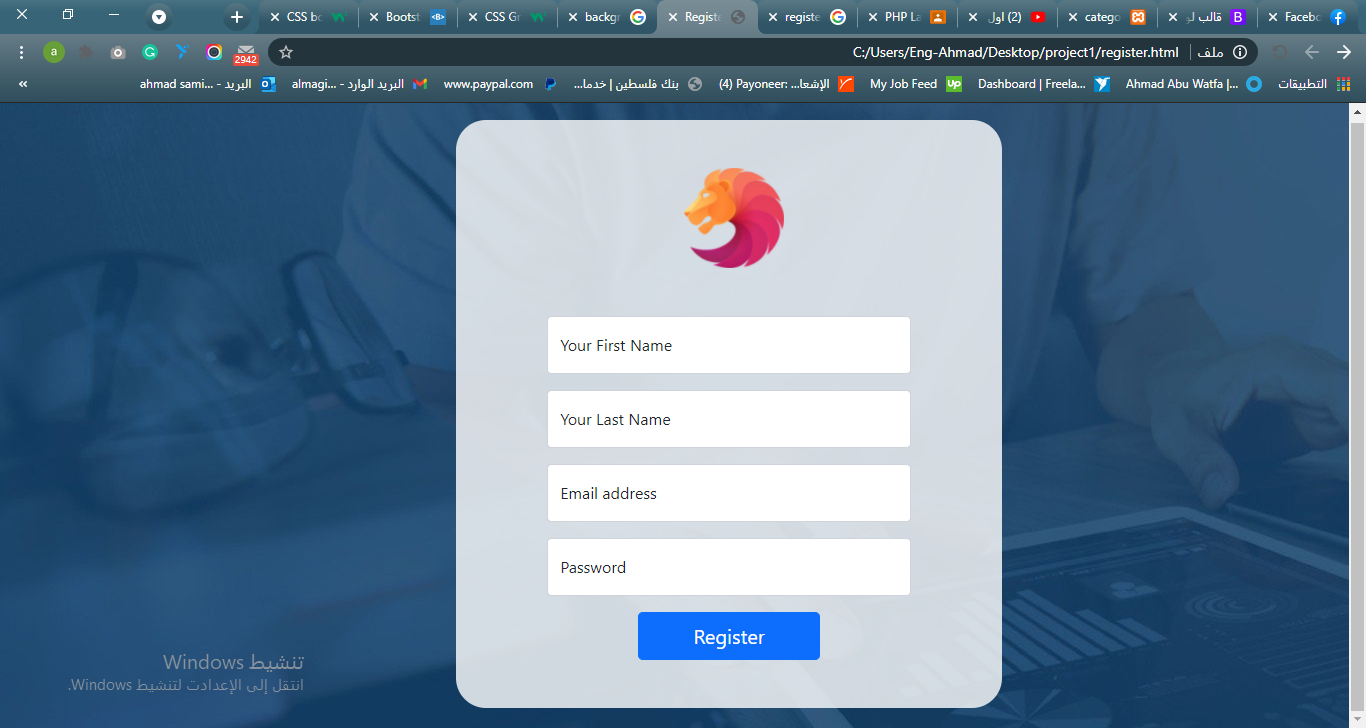 CSS bo
Bootst
CSS Gr
backgr
Registe
registe
PHP La
(2) اول
catego
قالب لو
Facebo
a
2942
C:/Users/Eng-Ahmad/Desktop/project1/register.html
ملف
»
ahmad sami... - البريد
almagi... - البريد الوارد
www.paypal.com
بنك فلسطين | خدما...
(4) Payoneer: الإشعا...
My Job Feed
Dashboard | Freela...
Ahmad Abu Watfa |...
التطبيقات
Your First Name
Your Last Name
Email address
Password
Register
تنشيط Windows
انتقل إلى الإعدادت لتنشيط Windows.